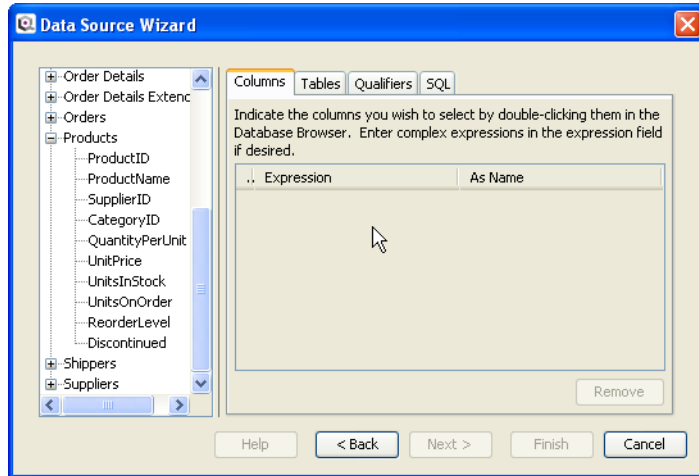 Data Source Wizard
Order Details
Order Details Extenc
Orders
Products
ProductID
ProductName
SupplierID
CategoryID
QuantityPerUnit
UnitPrice
UnitsInStock
UnitsOnOrder
ReorderLevel
Discontinued
Shippers
Suppliers
Columns Tables Qualifiers SQL
Indicate the columns you wish to select by double-clicking them in the
Database Browser. Enter complex expressions in the expression field
if desired.
.. Expression As Name
Remove
Help < Back Next > Finish Cancel